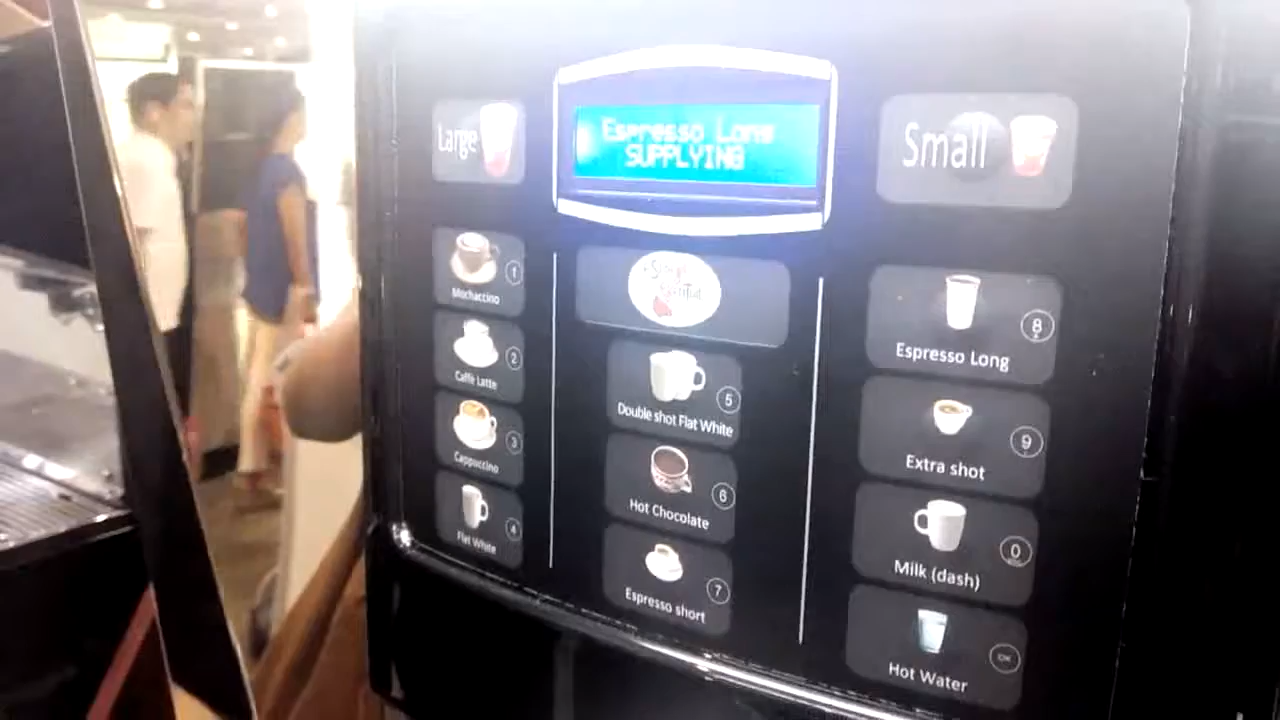 Large
Espresso Long
SUPPLYING
Small
Mochaccino
1
Caffè Latte
2
Cappuccino
3
Flat White
4
Double shot Flat White
5
Hot Chocolate
6
Espresso short
7
Espresso Long
8
Extra shot
9
Milk (dash)
0
Hot Water
OK